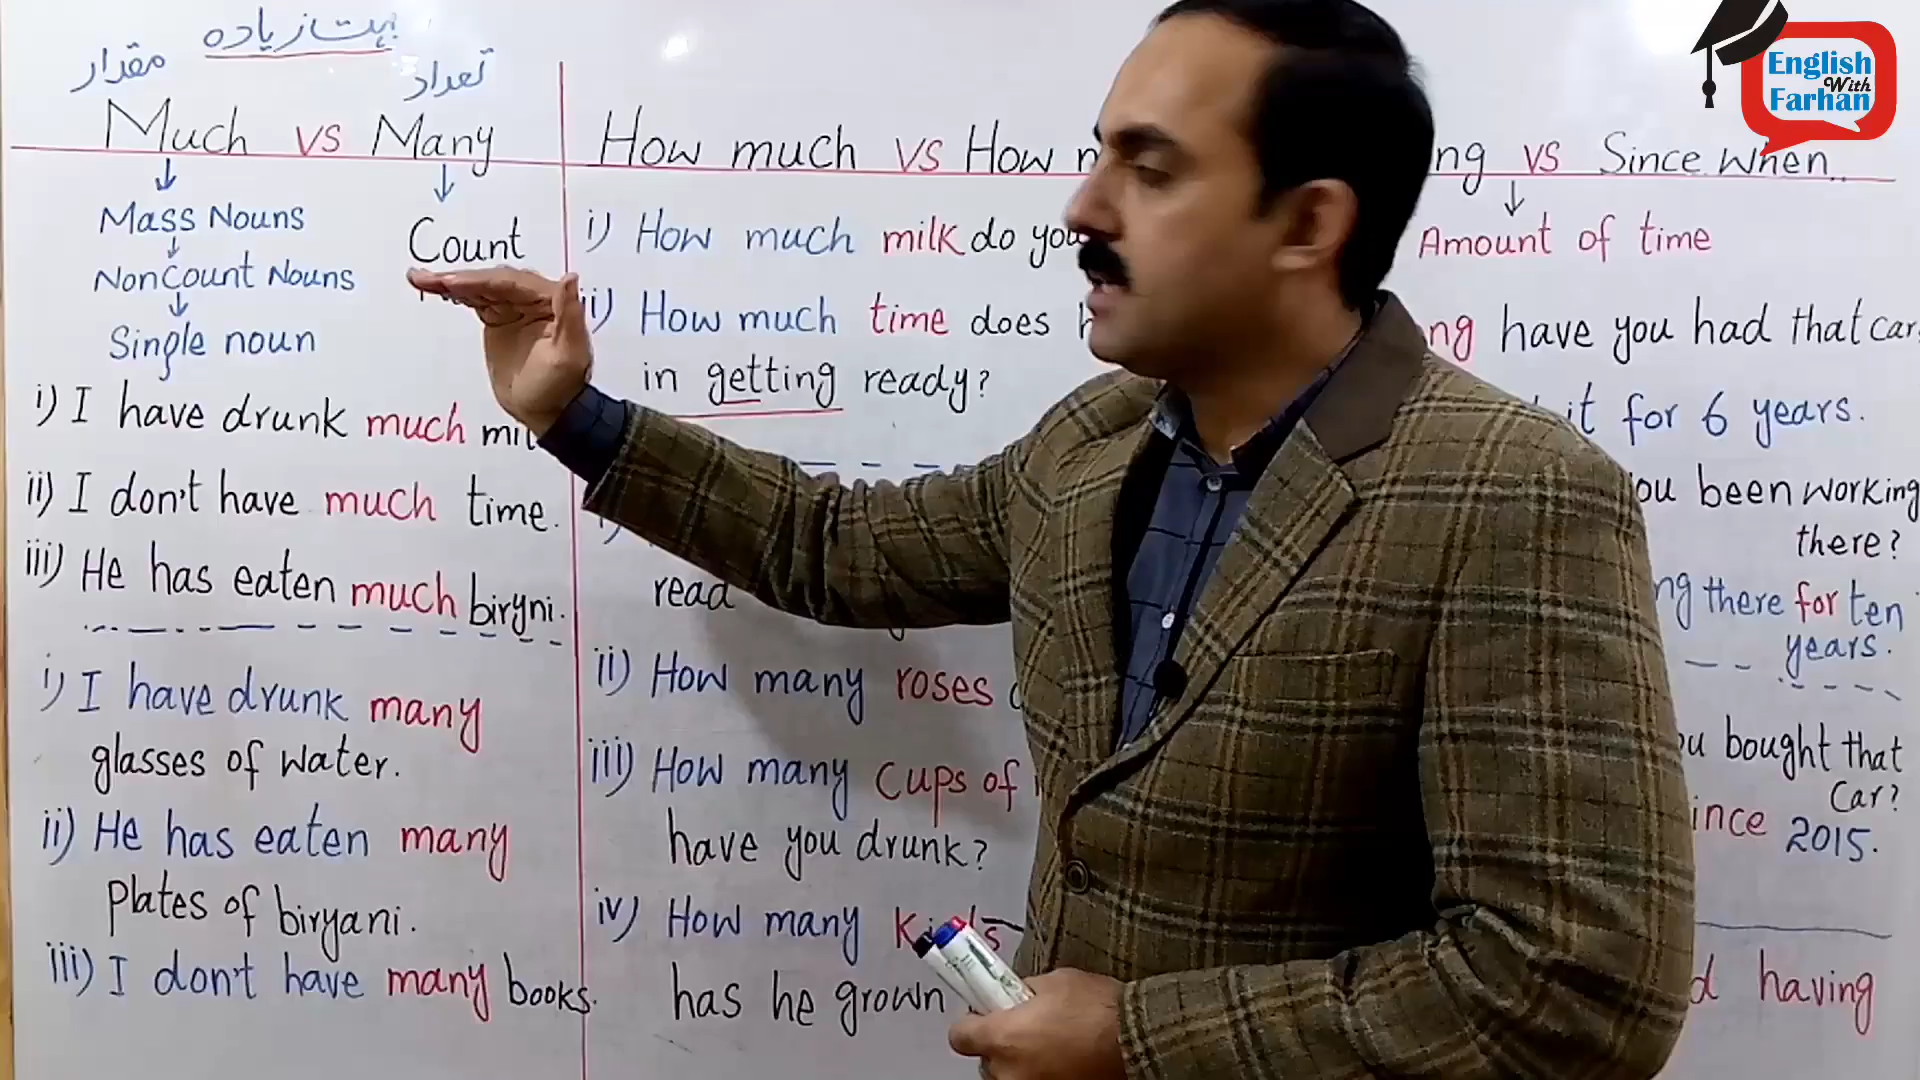 بہت زیادہ
مقدار
تعداد
Much vs Many
Mass Nouns
NonCount Nouns
Single noun
Count
i) I have drunk much
ii) I don't have much time.
iii) He has eaten much biryni.
i) I have drunk many
glasses of water.
ii) He has eaten many
Plates of biryani.
iii) I don't have many books.
How much vs How
i) How much milk do you
ii) How much time does
in getting ready?
read
ii) How many roses
iii) How many cups of
have you drunk?
iv) How many Kids
has he grown
vs Since when..
Amount of time
have you had that car
it for 6 years.
been working
there?
there for ten
years.
bought that
Car?
2015.
having
English
With
Farhan